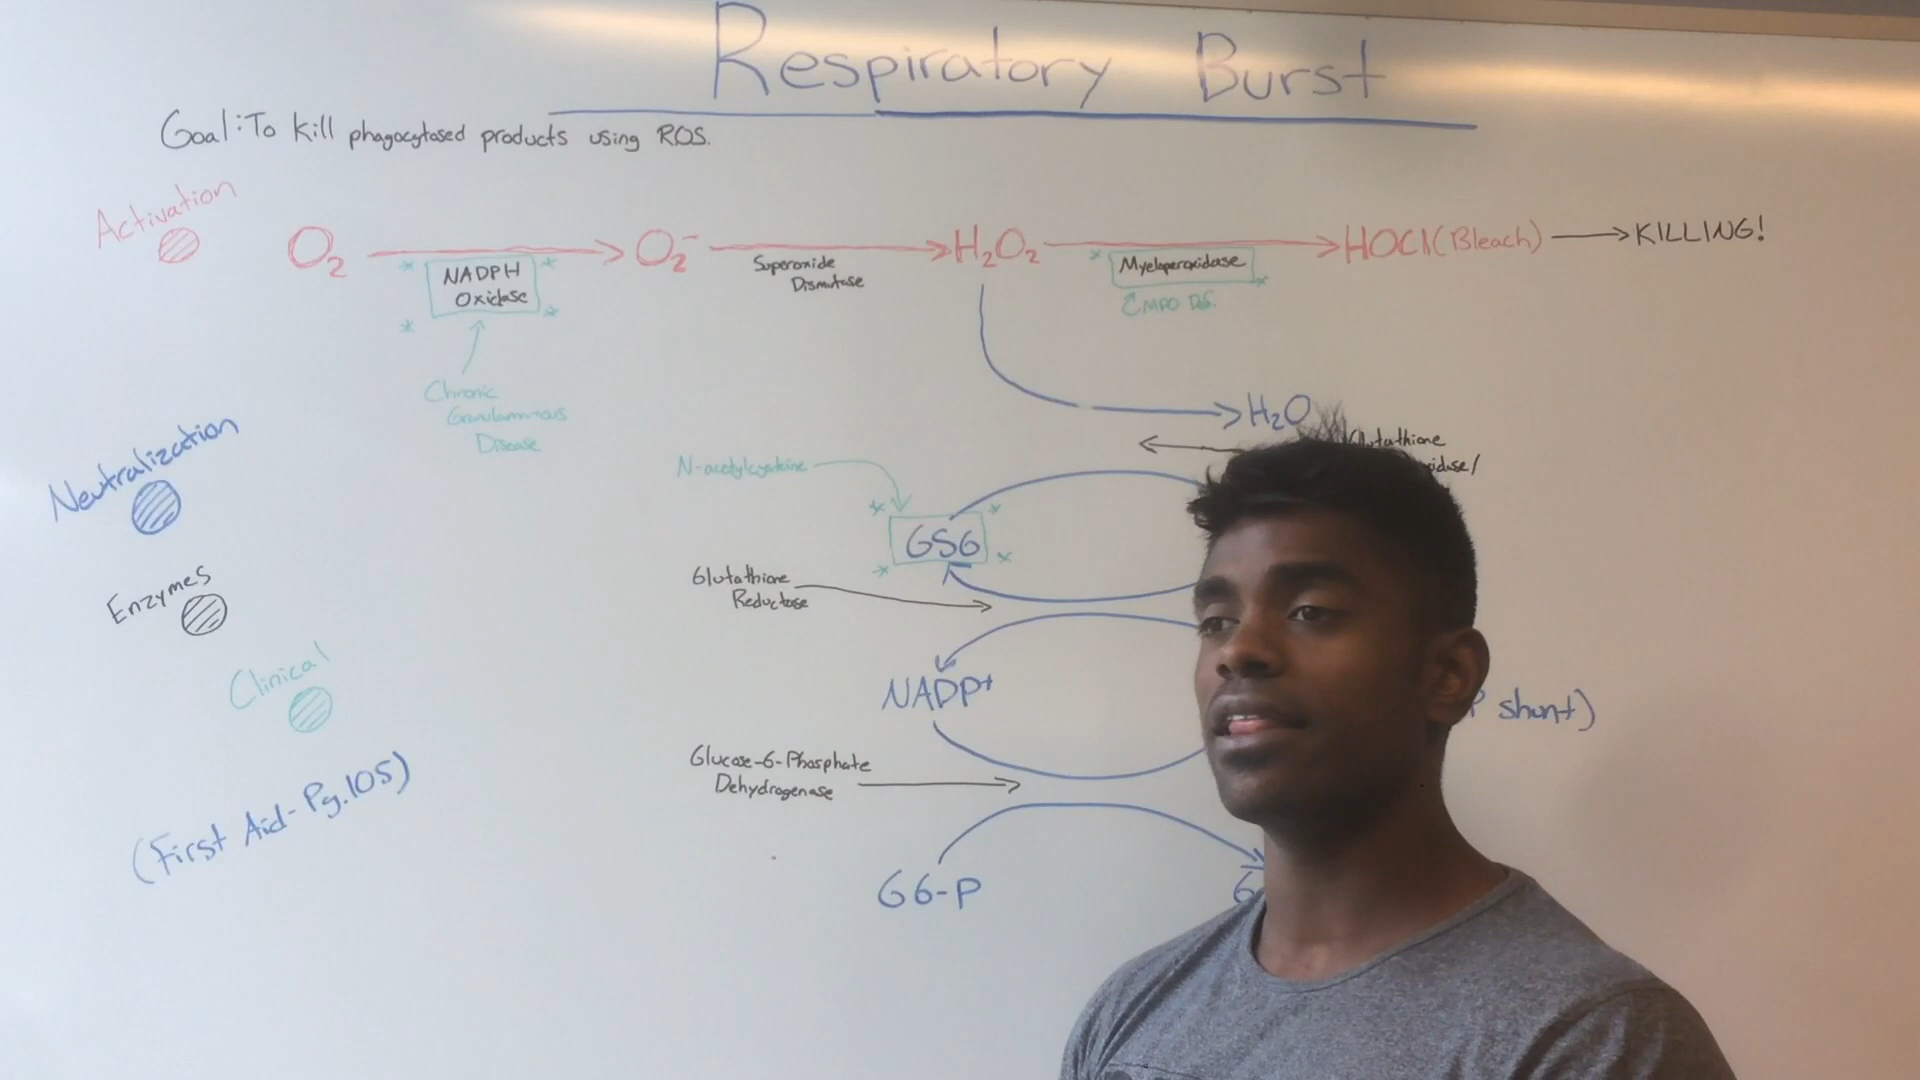 Respiratory Burst
Goal: To Kill phagocytosed products using ROS.
Activation
O2
NADPH
Oxidase
O2-
Superoxide
Dismutase
H2O2
Myeloperoxidase
HOCl (Bleach)
KILLING!
Chronic
Granulomatous
Disease
H2O
Glutathione
Neutralization
N-acetylcysteine
GSG
Glutathione
Reductase
Enzymes
NADP+
shunt)
Clinical
Glucose-6-Phosphate
Dehydrogenase
(First Aid- Pg.105)
G6-P
6